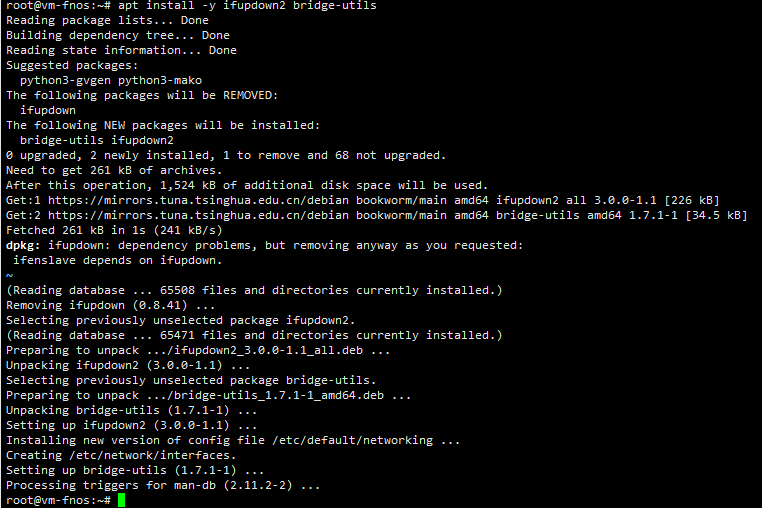 root@vm-fnos:~# apt install -y ifupdown2 bridge-utils
Reading package lists... Done
Building dependency tree... Done
Reading state information... Done
Suggested packages:
  python3-gvgen python3-mako
The following packages will be REMOVED:
  ifupdown
The following NEW packages will be installed:
  bridge-utils ifupdown2
0 upgraded, 2 newly installed, 1 to remove and 68 not upgraded.
Need to get 261 kB of archives.
After this operation, 1,524 kB of additional disk space will be used.
Get:1 https://mirrors.tuna.tsinghua.edu.cn/debian bookworm/main amd64 ifupdown2 all 3.0.0-1.1 [226 kB]
Get:2 https://mirrors.tuna.tsinghua.edu.cn/debian bookworm/main amd64 bridge-utils amd64 1.7.1-1 [34.5 kB]
Fetched 261 kB in 1s (241 kB/s)
dpkg: ifupdown: dependency problems, but removing anyway as you requested:
 ifenslave depends on ifupdown.
~
(Reading database ... 65508 files and directories currently installed.)
Removing ifupdown (0.8.41) ...
Selecting previously unselected package ifupdown2.
(Reading database ... 65471 files and directories currently installed.)
Preparing to unpack .../ifupdown2_3.0.0-1.1_all.deb ...
Unpacking ifupdown2 (3.0.0-1.1) ...
Selecting previously unselected package bridge-utils.
Preparing to unpack .../bridge-utils_1.7.1-1_amd64.deb ...
Unpacking bridge-utils (1.7.1-1) ...
Setting up ifupdown2 (3.0.0-1.1) ...
Installing new version of config file /etc/default/networking ...
Creating /etc/network/interfaces.
Setting up bridge-utils (1.7.1-1) ...
Processing triggers for man-db (2.11.2-2) ...
root@vm-fnos:~#